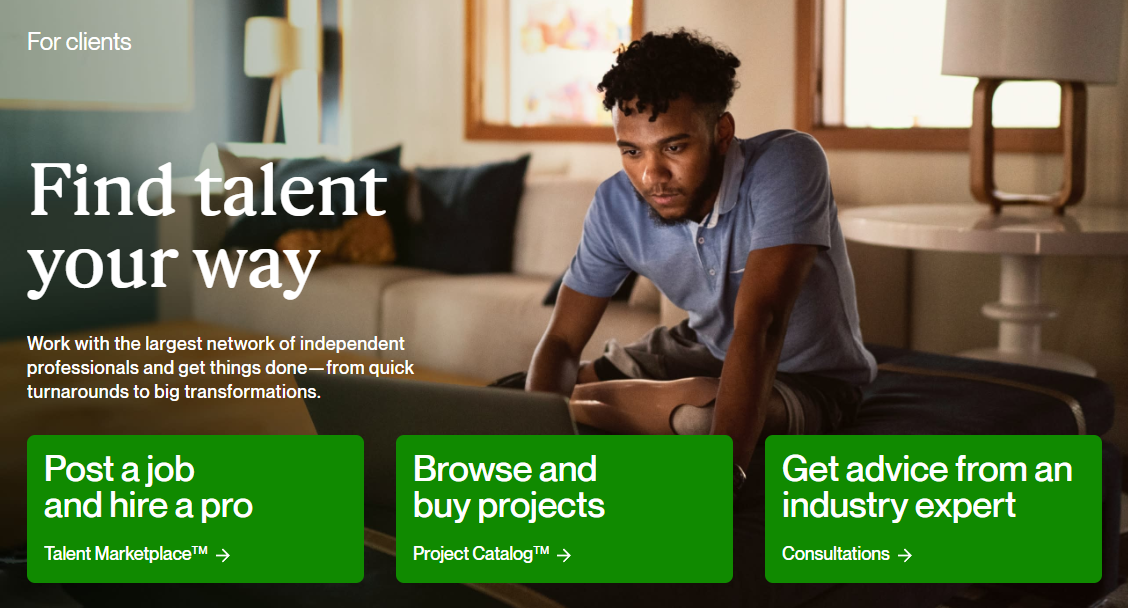 For clients
Find talent
your way
Work with the largest network of independent
professionals and get things done—from quick
turnarounds to big transformations.
Post a job
and hire a pro
Talent Marketplace™ →
Browse and
buy projects
Project Catalog™ →
Get advice from an
industry expert
Consultations →